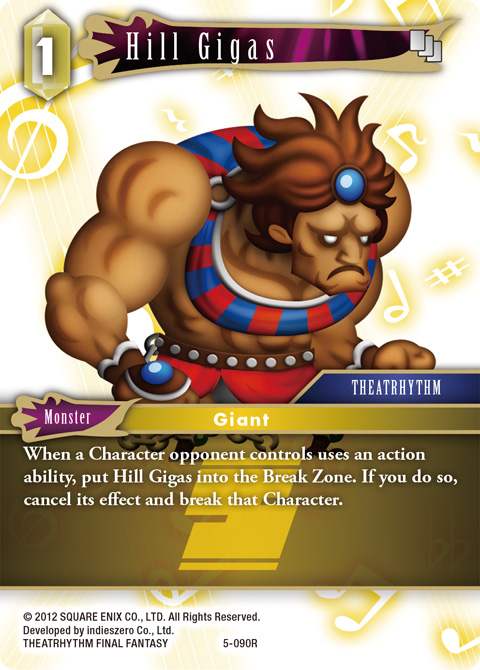 1
Hill Gigas
THEATRHYTHM
Monster
Giant
When a Character opponent controls uses an action
ability, put Hill Gigas into the Break Zone. If you do so,
cancel its effect and break that Character.
© 2012 SQUARE ENIX CO., LTD. All Rights Reserved.
Developed by indieszero Co., Ltd.
THEATRHYTHM FINAL FANTASY
5-090R